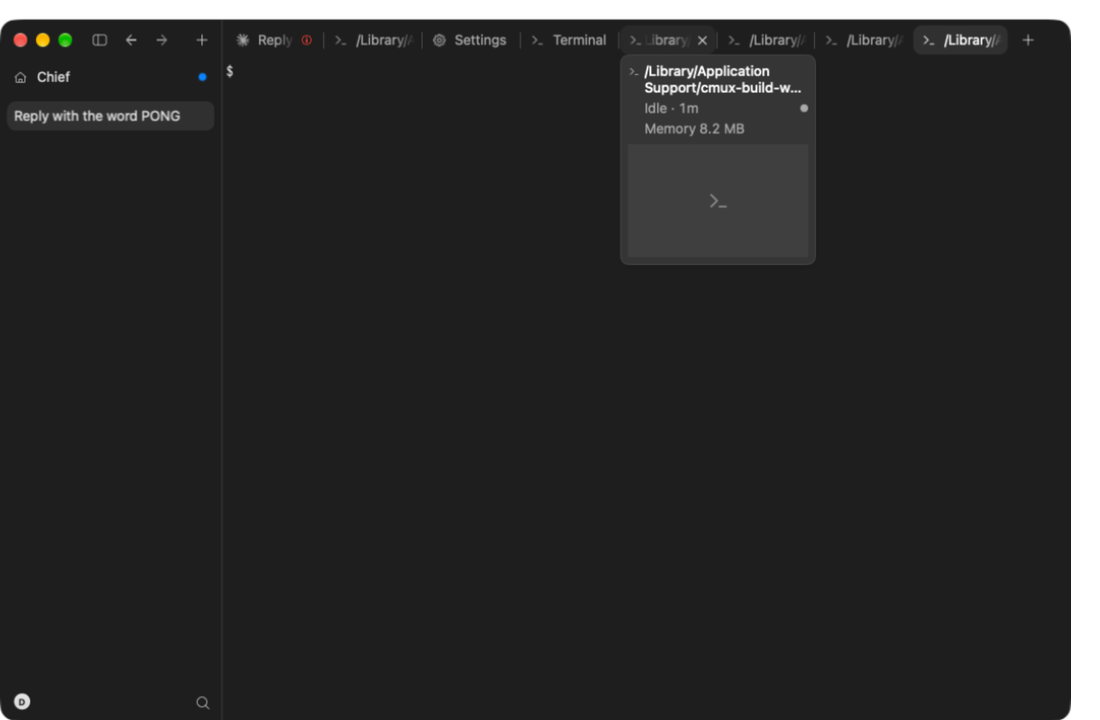 Reply
>_ /Library/
Settings
>_ Terminal
>_ Library
>_ /Library/
>_ /Library/
>_ /Library/
Chief
Reply with the word PONG
$
>_ /Library/Application
Support/cmux-build-w...
Idle · 1m
Memory 8.2 MB
>_
D